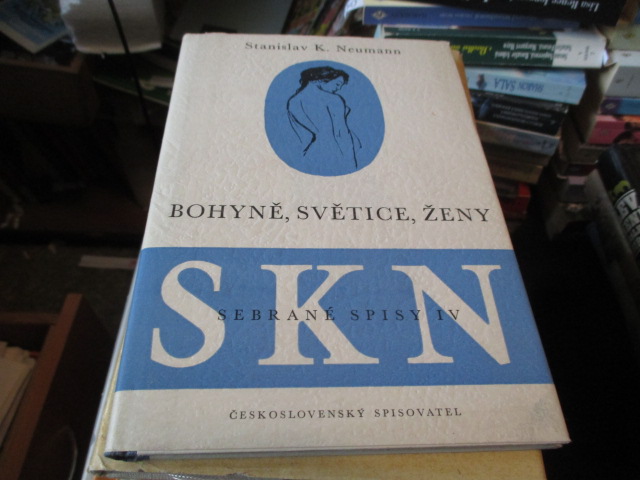 Stanislav K. Neumann
BOHYNĚ, SVĚTICE, ŽENY
SKN
SEBRANÉ SPISY IV
ČESKOSLOVENSKÝ SPISOVATEL